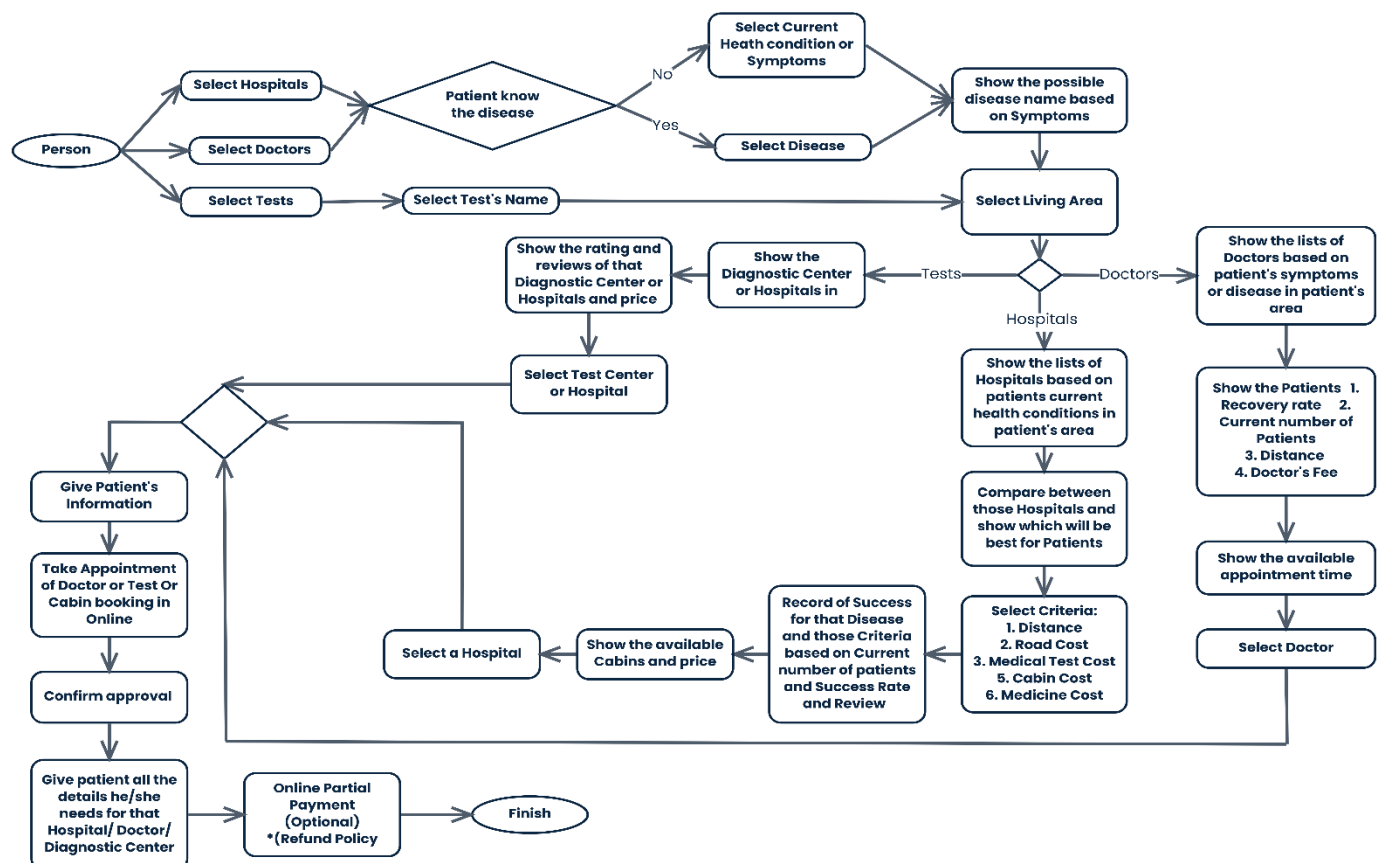 Select Current
Heath condition or
Symptoms
No
Select Hospitals
Patient know
the disease
Show the possible
disease name based
on Symptoms
Yes
Person
Select Doctors
Select Disease
Select Tests
Select Test's Name
Select Living Area
Show the rating and
reviews of that
Diagnostic Center or
Hospitals and price
Show the
Diagnostic Center
or Hospitals in
Tests
Doctors
Show the lists of
Doctors based on
patient's symptoms
or disease in patient's
area
Hospitals
Select Test Center
or Hospital
Show the lists of
Hospitals based on
patients current
health conditions in
patient's area
Show the Patients 1.
Recovery rate 2.
Current number of
Patients
3. Distance
4. Doctor's Fee
Give Patient's
Information
Compare between
those Hospitals and
show which will be
best for Patients
Take Appointment
of Doctor or Test Or
Cabin booking in
Online
Show the available
appointment time
Record of Success
for that Disease
and those Criteria
based on Current
number of patients
and Success Rate
and Review
Select Criteria:
1. Distance
2. Road Cost
3. Medical Test Cost
5. Cabin Cost
6. Medicine Cost
Select a Hospital
Show the available
Cabins and price
Select Doctor
Confirm approval
Give patient all the
details he/she
needs for that
Hospital/ Doctor/
Diagnostic Center
Online Partial
Payment
(Optional)
*(Refund Policy
Finish